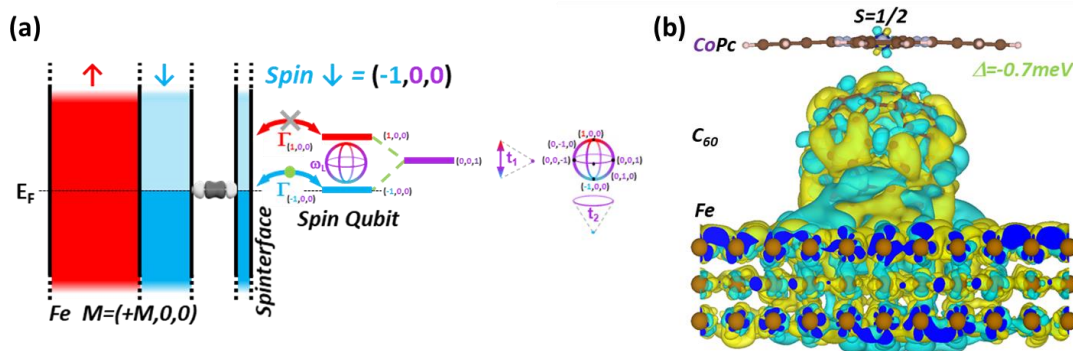 (a)
↑ ↓
Spin ↓ = (-1,0,0)
Γ(1,0,0)
(1,0,0)
ω_L
(0,0,1)
E_F
Γ(-1,0,0)
(-1,0,0)
Spin Qubit
Spinterface
Fe M=(+M,0,0)
t₁
(1,0,0)
(0,-1,0)
(0,0,-1)
(0,0,1)
(0,1,0)
(-1,0,0)
t₂
(b)
S=1/2
CoPc
Δ=-0.7meV
C₆₀
Fe